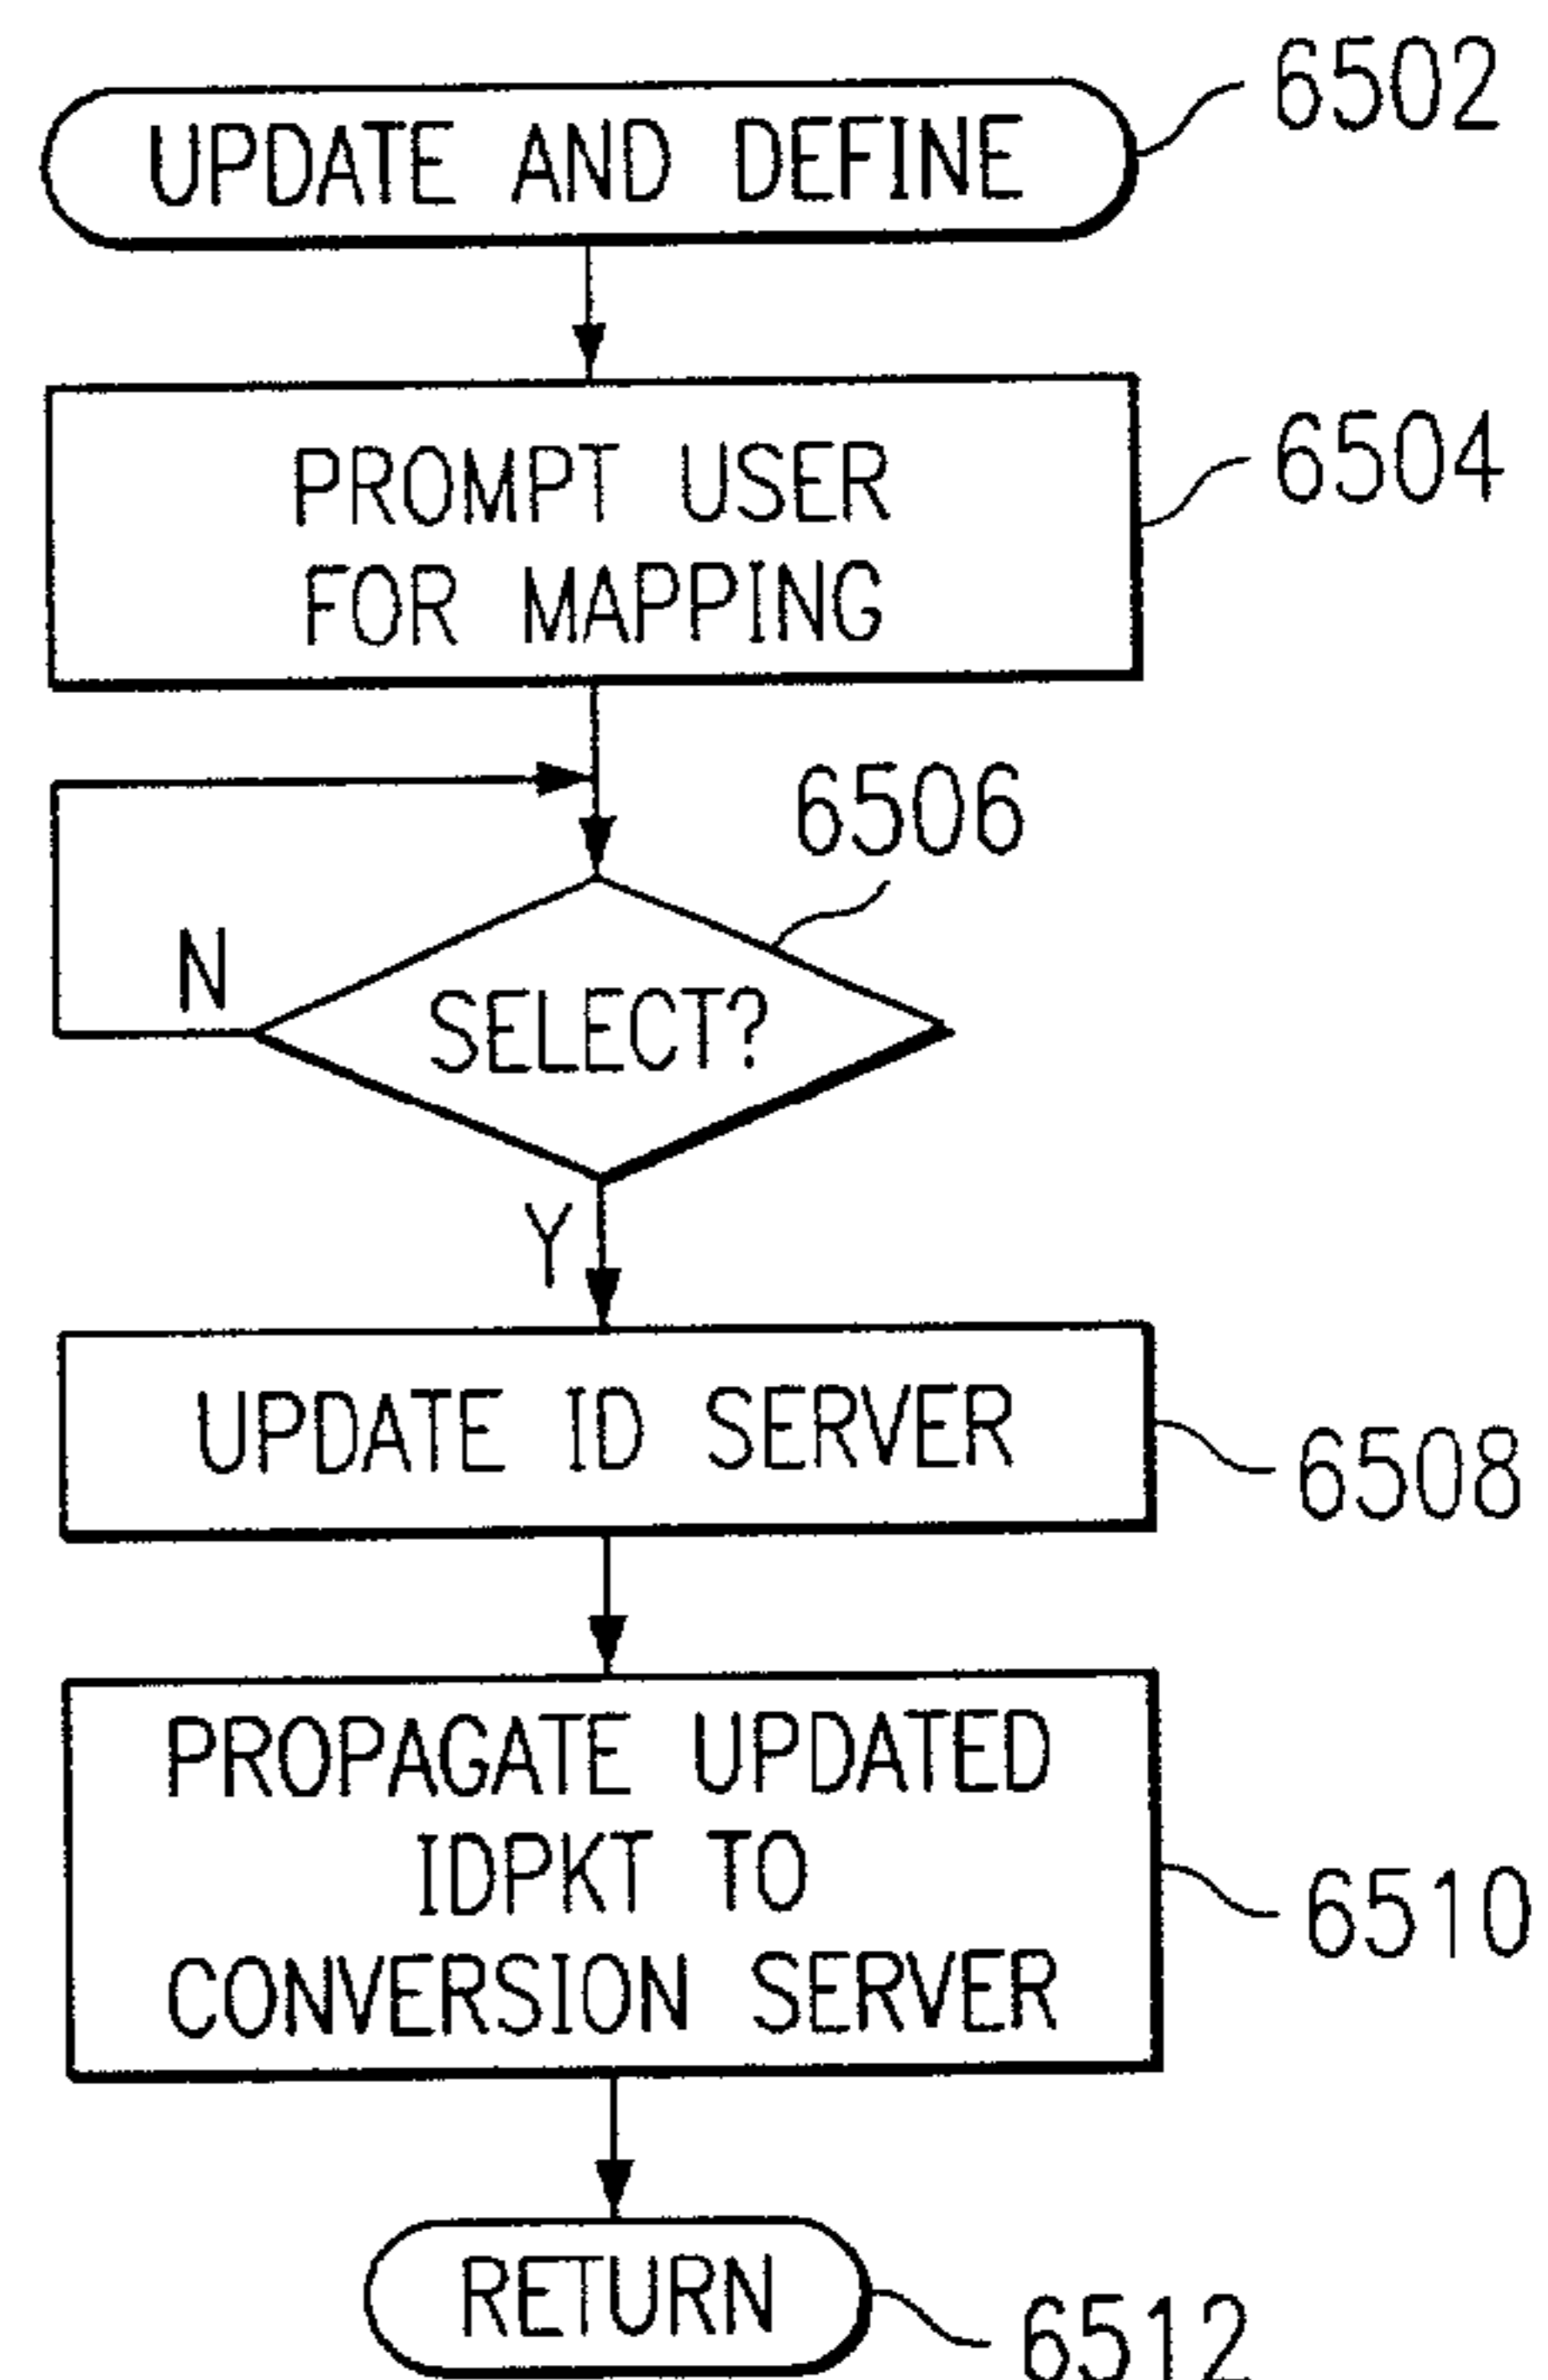 UPDATE AND DEFINE
6502
PROMPT USER
FOR MAPPING
6504
6506
N
SELECT?
Y
UPDATE ID SERVER
6508
PROPAGATE UPDATED
IDPKT TO
CONVERSION SERVER
6510
RETURN
6512